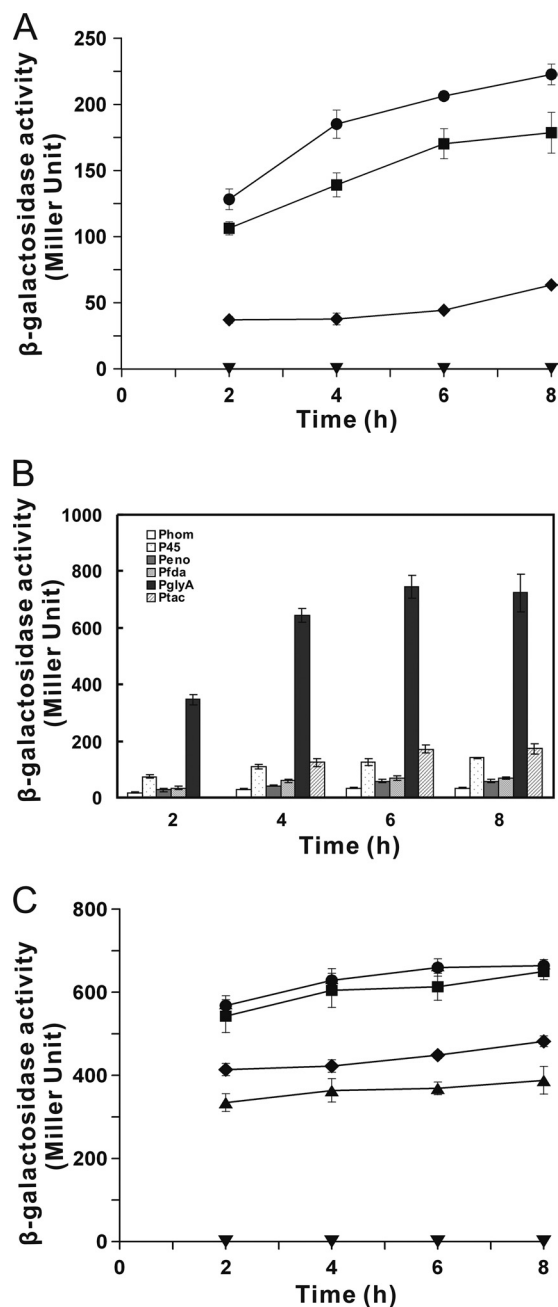 A
β-galactosidase activity
(Miller Unit)
250
200
150
100
50
0
0 2 4 6 8
Time (h)
B
β-galactosidase activity
(Miller Unit)
1000
800
600
400
200
0
Phom
P45
Peno
Pfda
PglyA
Ptac
2 4 6 8
Time (h)
C
β-galactosidase activity
(Miller Unit)
800
600
400
200
0
0 2 4 6 8
Time (h)